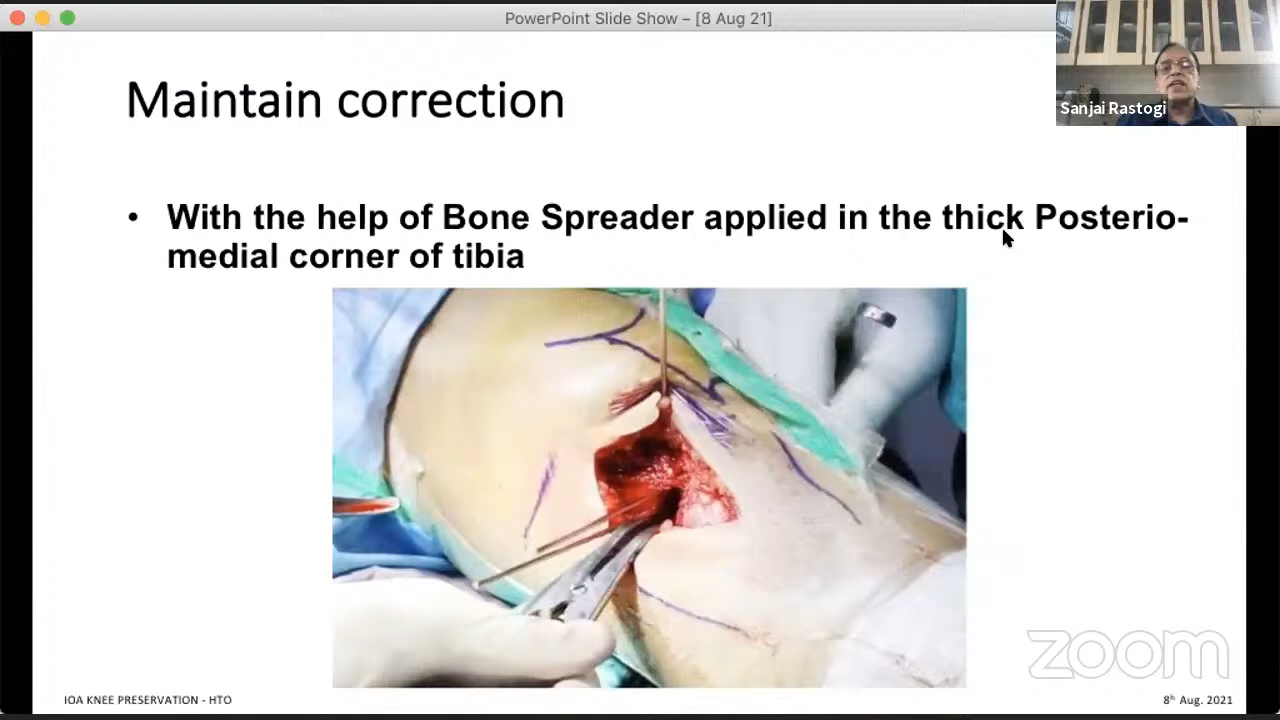 PowerPoint Slide Show – [8 Aug 21]
Sanjai Rastogi
Maintain correction
• With the help of Bone Spreader applied in the thick Posterio-
medial corner of tibia
zoom
IOA KNEE PRESERVATION - HTO
8ᵗʰ Aug. 2021